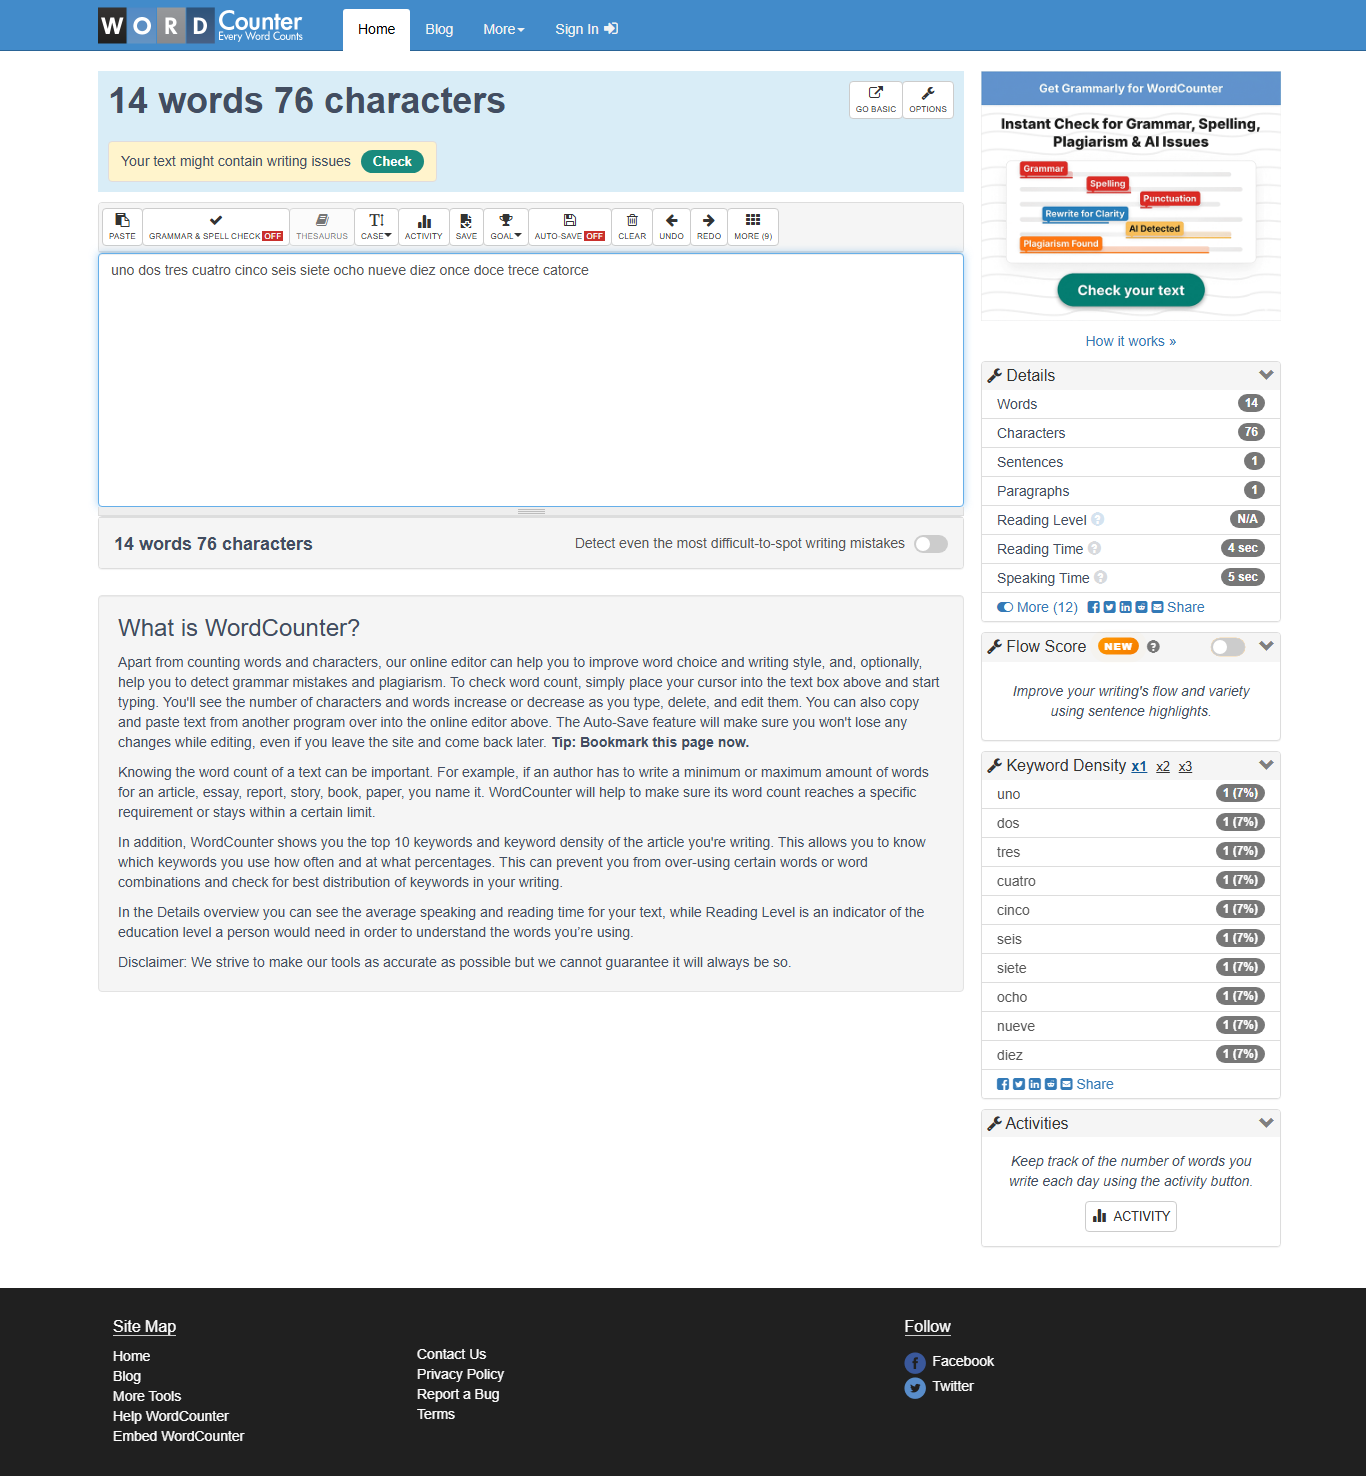 WORD Counter
Every Word Counts
Home
Blog
More
Sign In
14 words 76 characters
GO BASIC
OPTIONS
Your text might contain writing issues
Check
PASTE
GRAMMAR & SPELL CHECK OFF
THESAURUS
CASE
ACTIVITY
SAVE
GOAL
AUTO-SAVE OFF
CLEAR
UNDO
REDO
MORE (9)
uno dos tres cuatro cinco seis siete ocho nueve diez once doce trece catorce
14 words 76 characters
Detect even the most difficult-to-spot writing mistakes
What is WordCounter?
Apart from counting words and characters, our online editor can help you to improve word choice and writing style, and, optionally,
help you to detect grammar mistakes and plagiarism. To check word count, simply place your cursor into the text box above and start
typing. You'll see the number of characters and words increase or decrease as you type, delete, and edit them. You can also copy
and paste text from another program over into the online editor above. The Auto-Save feature will make sure you won't lose any
changes while editing, even if you leave the site and come back later. Tip: Bookmark this page now.
Knowing the word count of a text can be important. For example, if an author has to write a minimum or maximum amount of words
for an article, essay, report, story, book, paper, you name it. WordCounter will help to make sure its word count reaches a specific
requirement or stays within a certain limit.
In addition, WordCounter shows you the top 10 keywords and keyword density of the article you're writing. This allows you to know
which keywords you use how often and at what percentages. This can prevent you from over-using certain words or word
combinations and check for best distribution of keywords in your writing.
In the Details overview you can see the average speaking and reading time for your text, while Reading Level is an indicator of the
education level a person would need in order to understand the words you’re using.
Disclaimer: We strive to make our tools as accurate as possible but we cannot guarantee it will always be so.
Get Grammarly for WordCounter
Instant Check for Grammar, Spelling,
Plagiarism & AI Issues
Grammar
Spelling
Punctuation
Rewrite for Clarity
AI Detected
Plagiarism Found
Check your text
How it works »
Details
Words 14
Characters 76
Sentences 1
Paragraphs 1
Reading Level ? N/A
Reading Time ? 4 sec
Speaking Time ? 5 sec
More (12) Share
Flow Score NEW ?
Improve your writing's flow and variety
using sentence highlights.
Keyword Density x1 x2 x3
uno 1 (7%)
dos 1 (7%)
tres 1 (7%)
cuatro 1 (7%)
cinco 1 (7%)
seis 1 (7%)
siete 1 (7%)
ocho 1 (7%)
nueve 1 (7%)
diez 1 (7%)
Share
Activities
Keep track of the number of words you
write each day using the activity button.
ACTIVITY
Site Map
Home
Blog
More Tools
Help WordCounter
Embed WordCounter
Contact Us
Privacy Policy
Report a Bug
Terms
Follow
Facebook
Twitter